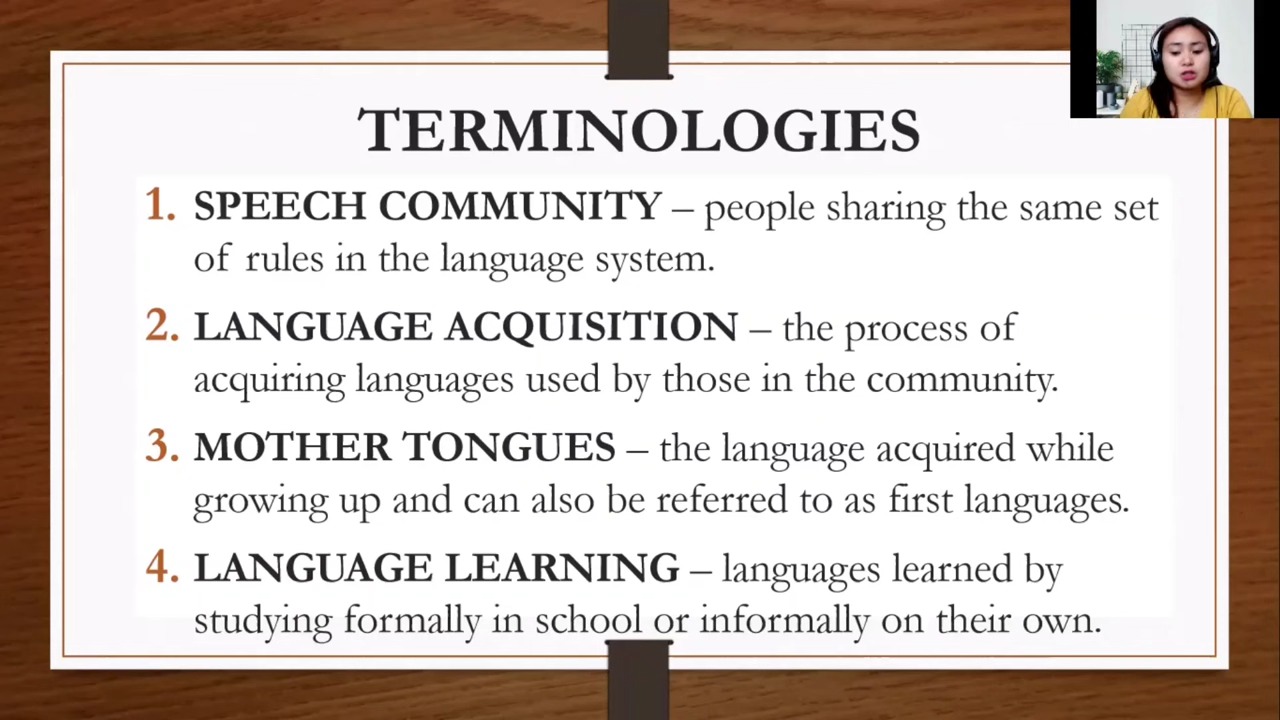 TERMINOLOGIES
1. SPEECH COMMUNITY – people sharing the same set
of rules in the language system.
2. LANGUAGE ACQUISITION – the process of
acquiring languages used by those in the community.
3. MOTHER TONGUES – the language acquired while
growing up and can also be referred to as first languages.
4. LANGUAGE LEARNING – languages learned by
studying formally in school or informally on their own.